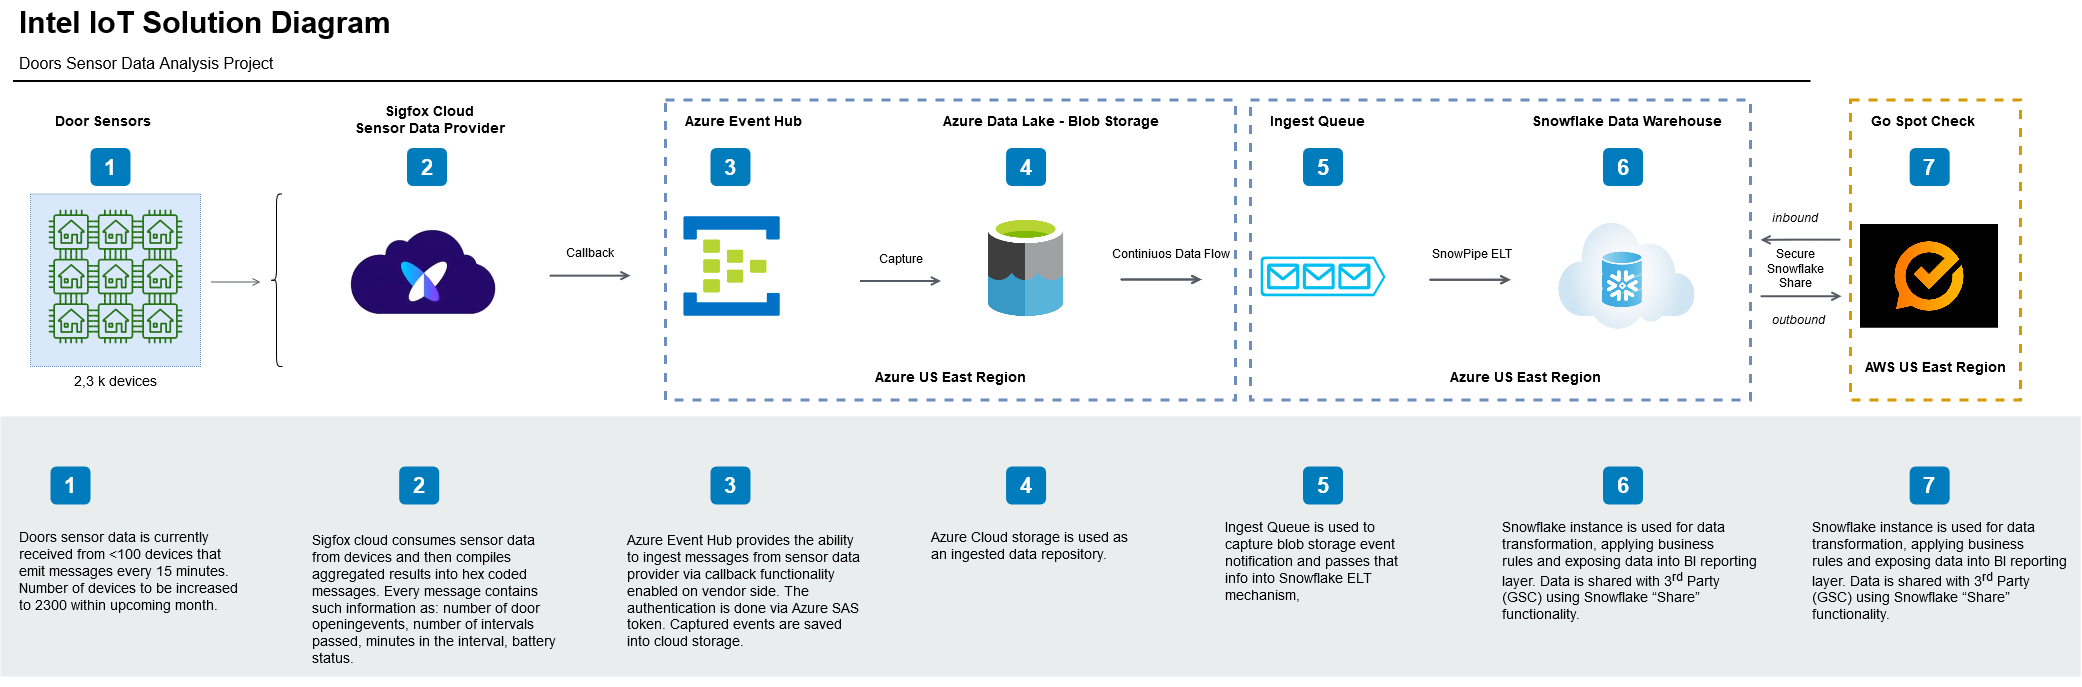 Intel IoT Solution Diagram
Doors Sensor Data Analysis Project
Door Sensors
1
2,3 k devices
Sigfox Cloud
Sensor Data Provider
2
Callback
Azure Event Hub
3
Capture
Azure Data Lake - Blob Storage
4
Continiuos Data Flow
Azure US East Region
Ingest Queue
5
SnowPipe ELT
Snowflake Data Warehouse
6
Azure US East Region
inbound
Secure
Snowflake
Share
outbound
Go Spot Check
7
AWS US East Region
1
Doors sensor data is currently
received from <100 devices that
emit messages every 15 minutes.
Number of devices to be increased
to 2300 within upcoming month.
2
Sigfox cloud consumes sensor data
from devices and then compiles
aggregated results into hex coded
messages. Every message contains
such information as: number of door
openingevents, number of intervals
passed, minutes in the interval, battery
status.
3
Azure Event Hub provides the ability
to ingest messages from sensor data
provider via callback functionality
enabled on vendor side. The
authentication is done via Azure SAS
token. Captured events are saved
into cloud storage.
4
Azure Cloud storage is used as
an ingested data repository.
5
Ingest Queue is used to
capture blob storage event
notification and passes that
info into Snowflake ELT
mechanism,
6
Snowflake instance is used for data
transformation, applying business
rules and exposing data into BI reporting
layer. Data is shared with 3rd Party
(GSC) using Snowflake “Share”
functionality.
7
Snowflake instance is used for data
transformation, applying business
rules and exposing data into BI reporting
layer. Data is shared with 3rd Party
(GSC) using Snowflake “Share”
functionality.